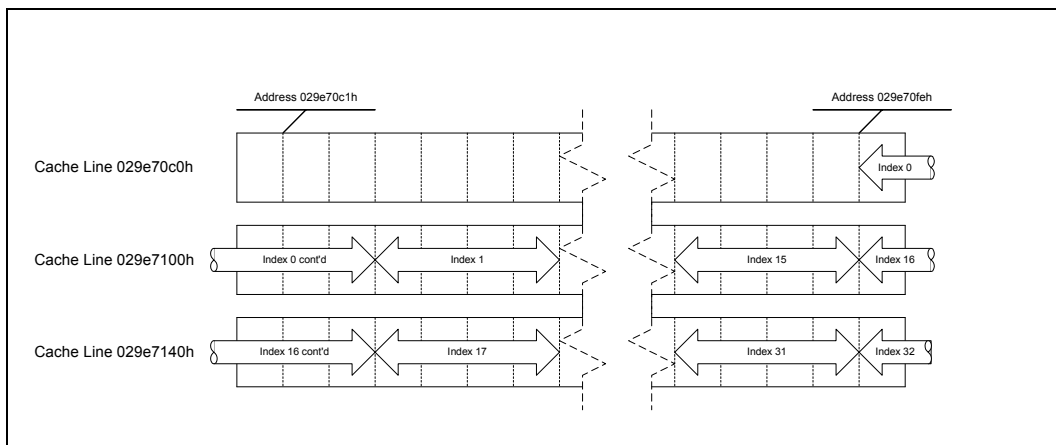 Address 029e70c1h
Address 029e70feh
Cache Line 029e70c0h
Index 0
Cache Line 029e7100h
Index 0 cont'd
Index 1
Index 15
Index 16
Cache Line 029e7140h
Index 16 cont'd
Index 17
Index 31
Index 32